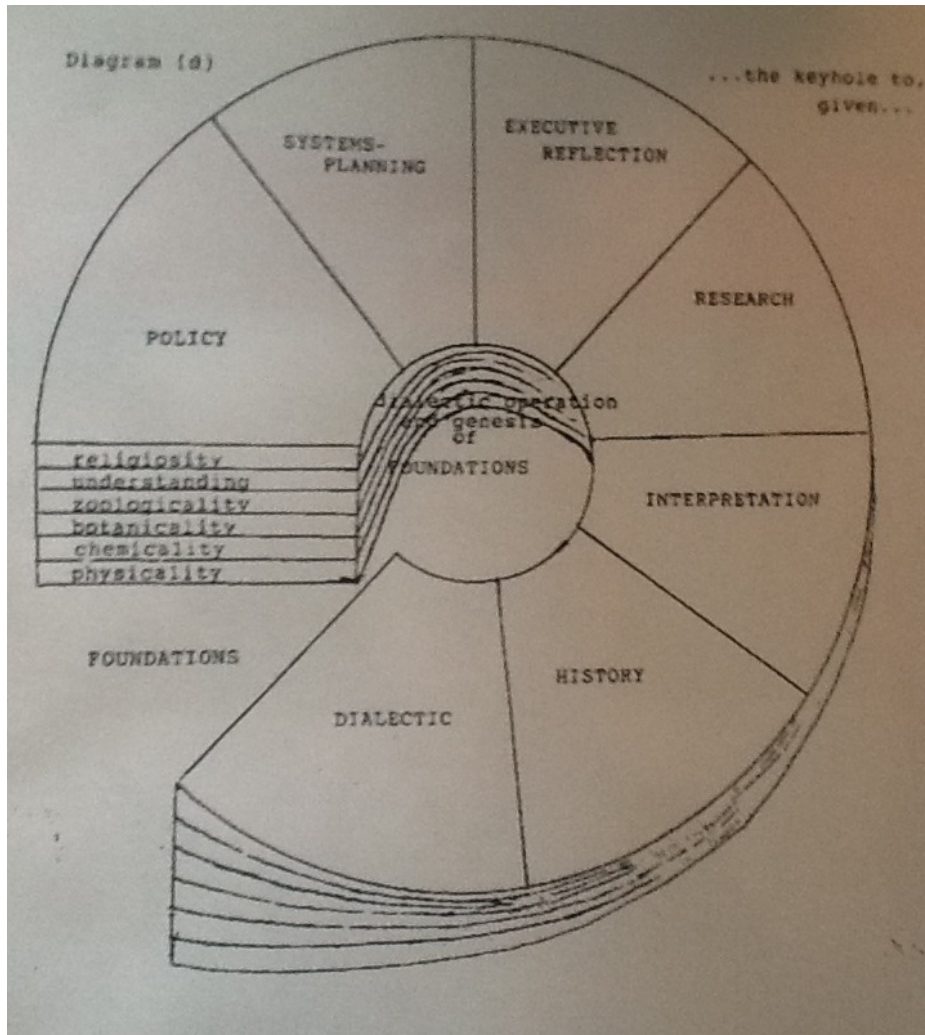 Diagram (d)
...the keyhole to.
given...
SYSTEMS-
PLANNING
EXECUTIVE
REFLECTION
RESEARCH
POLICY
dialectic operation
and genesis
of
FOUNDATIONS
religiosity
understanding
zoologicality
botanicality
chemicality
physicality
INTERPRETATION
FOUNDATIONS
HISTORY
DIALECTIC